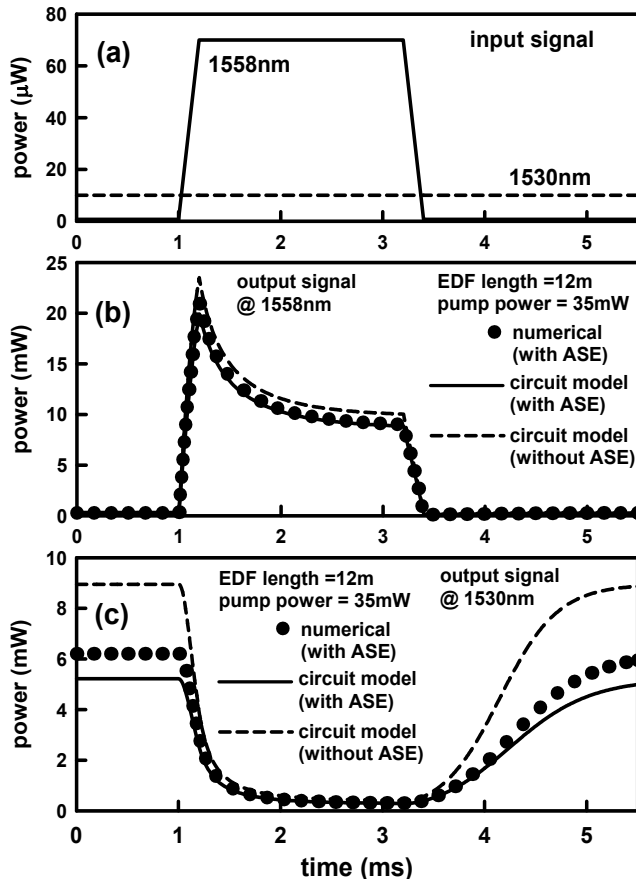 80
60
40
20
0
power (μW)
(a)
input signal
1558nm
1530nm
0 1 2 3 4 5
25
20
15
10
5
0
power (mW)
(b)
output signal
@ 1558nm
EDF length =12m
pump power = 35mW
numerical
(with ASE)
circuit model
(with ASE)
circuit model
(without ASE)
0 1 2 3 4 5
10
8
6
4
2
0
power (mW)
(c)
EDF length =12m
pump power = 35mW
numerical
(with ASE)
circuit model
(with ASE)
circuit model
(without ASE)
output signal
@ 1530nm
0 1 2 3 4 5
time (ms)